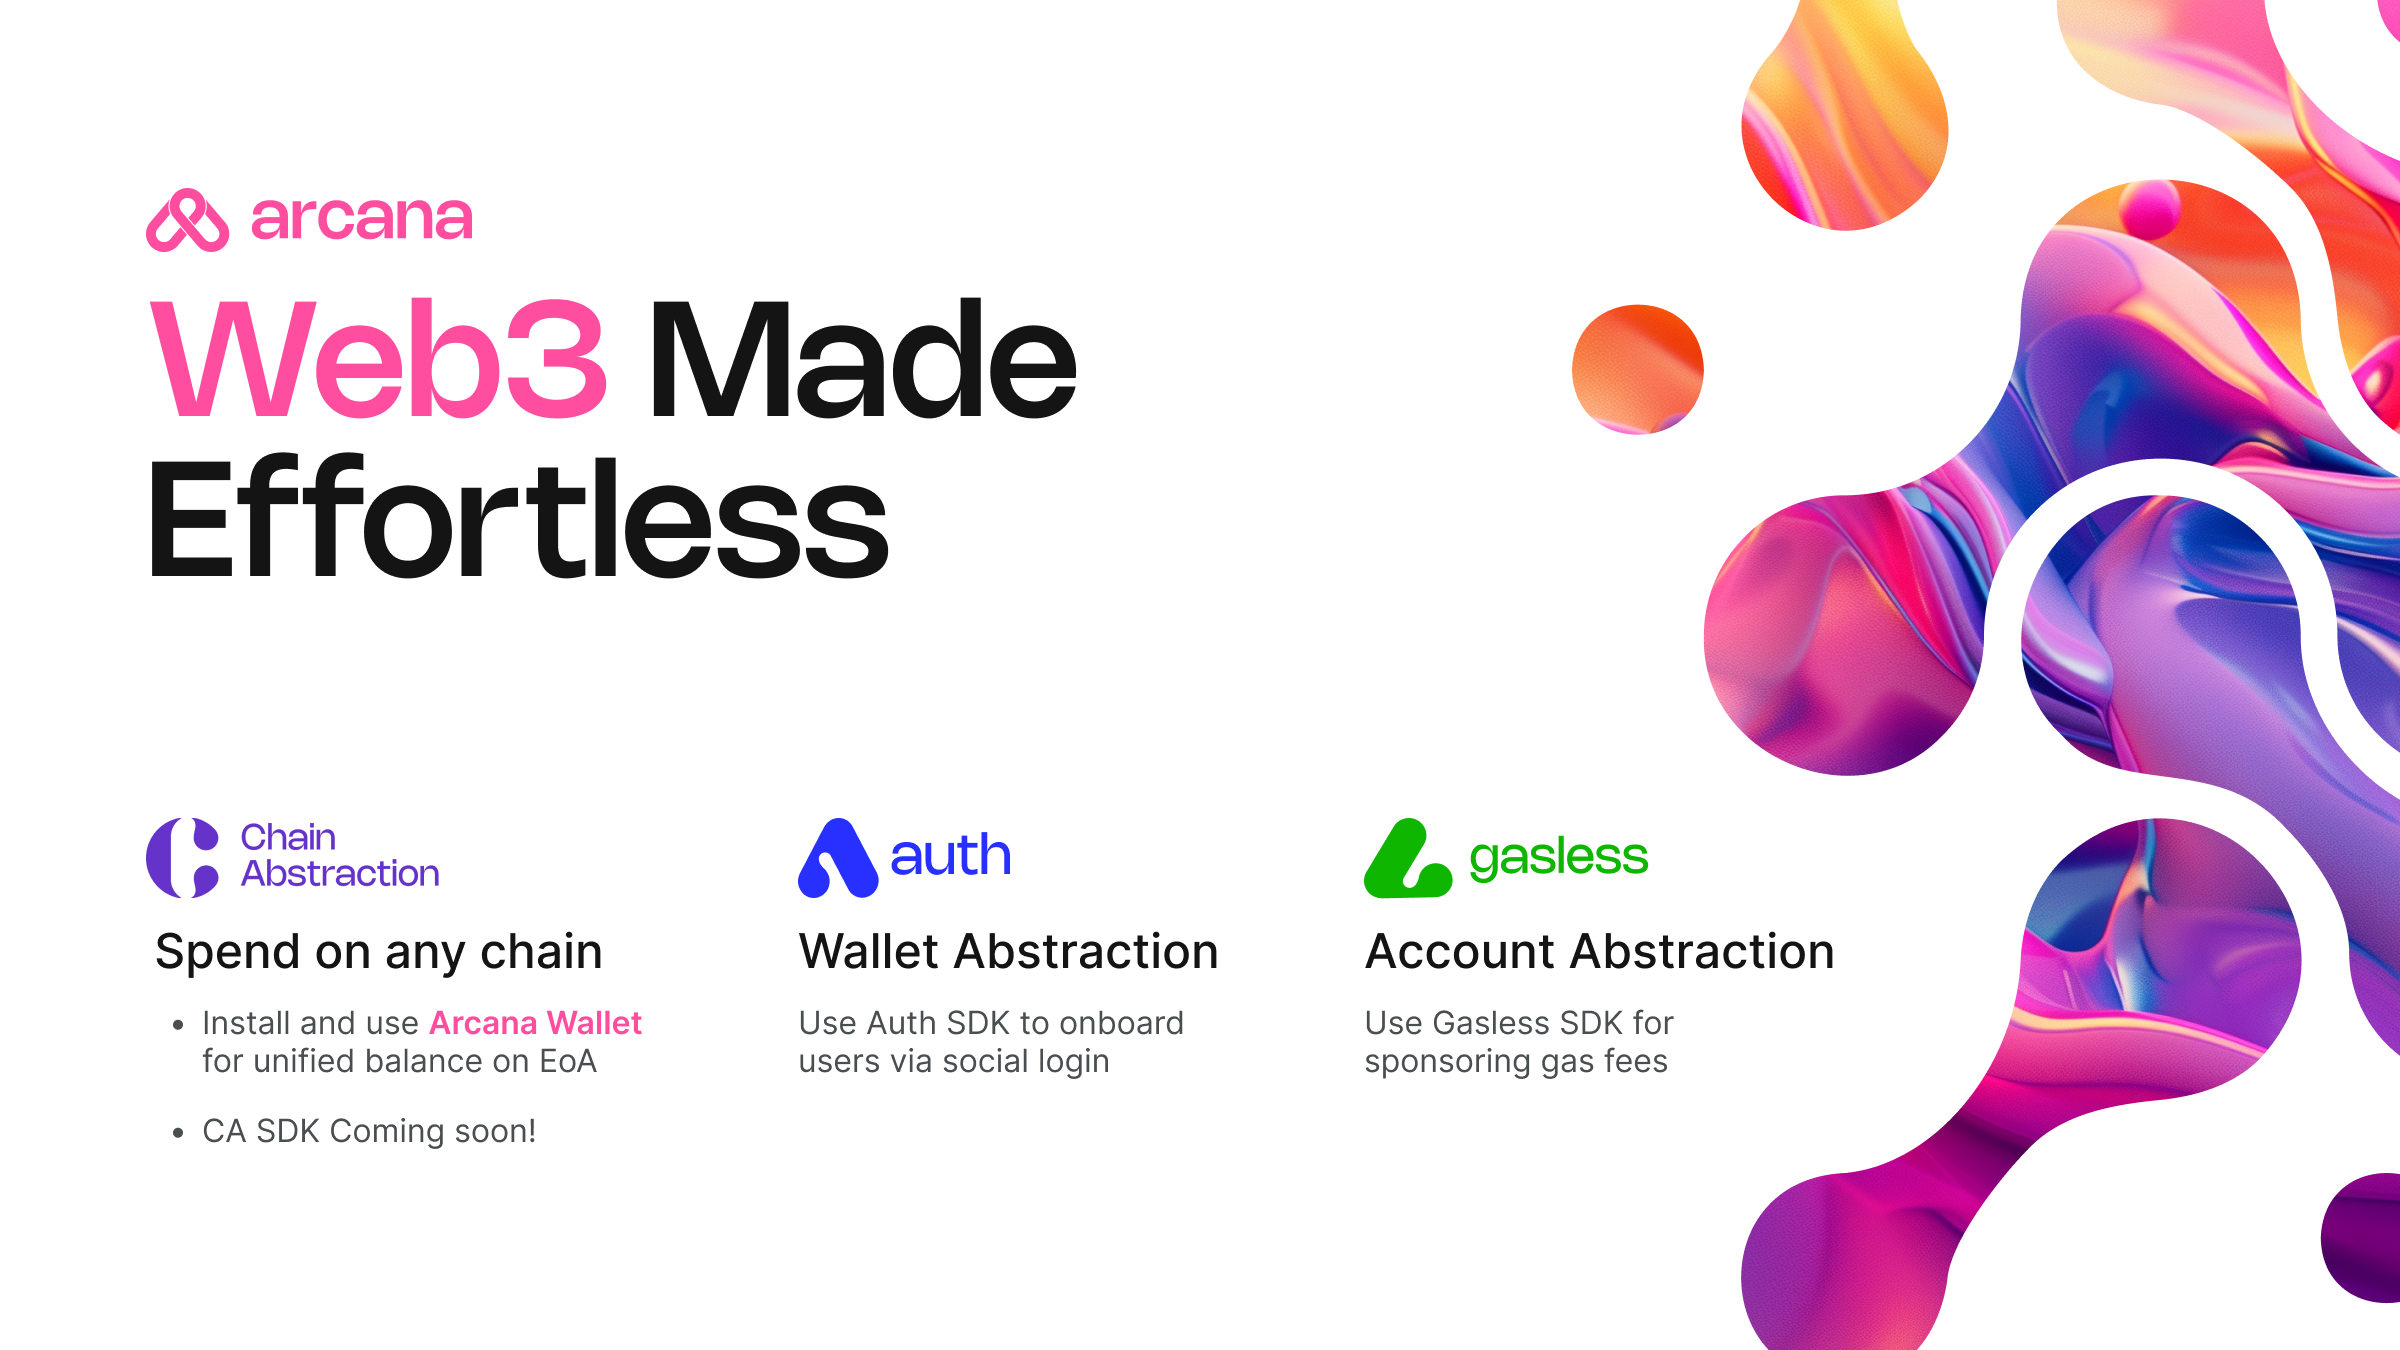 arcana
Web3 Made
Effortless
Chain
Abstraction
Spend on any chain
• Install and use Arcana Wallet
for unified balance on EoA
• CA SDK Coming soon!
auth
Wallet Abstraction
Use Auth SDK to onboard
users via social login
gasless
Account Abstraction
Use Gasless SDK for
sponsoring gas fees